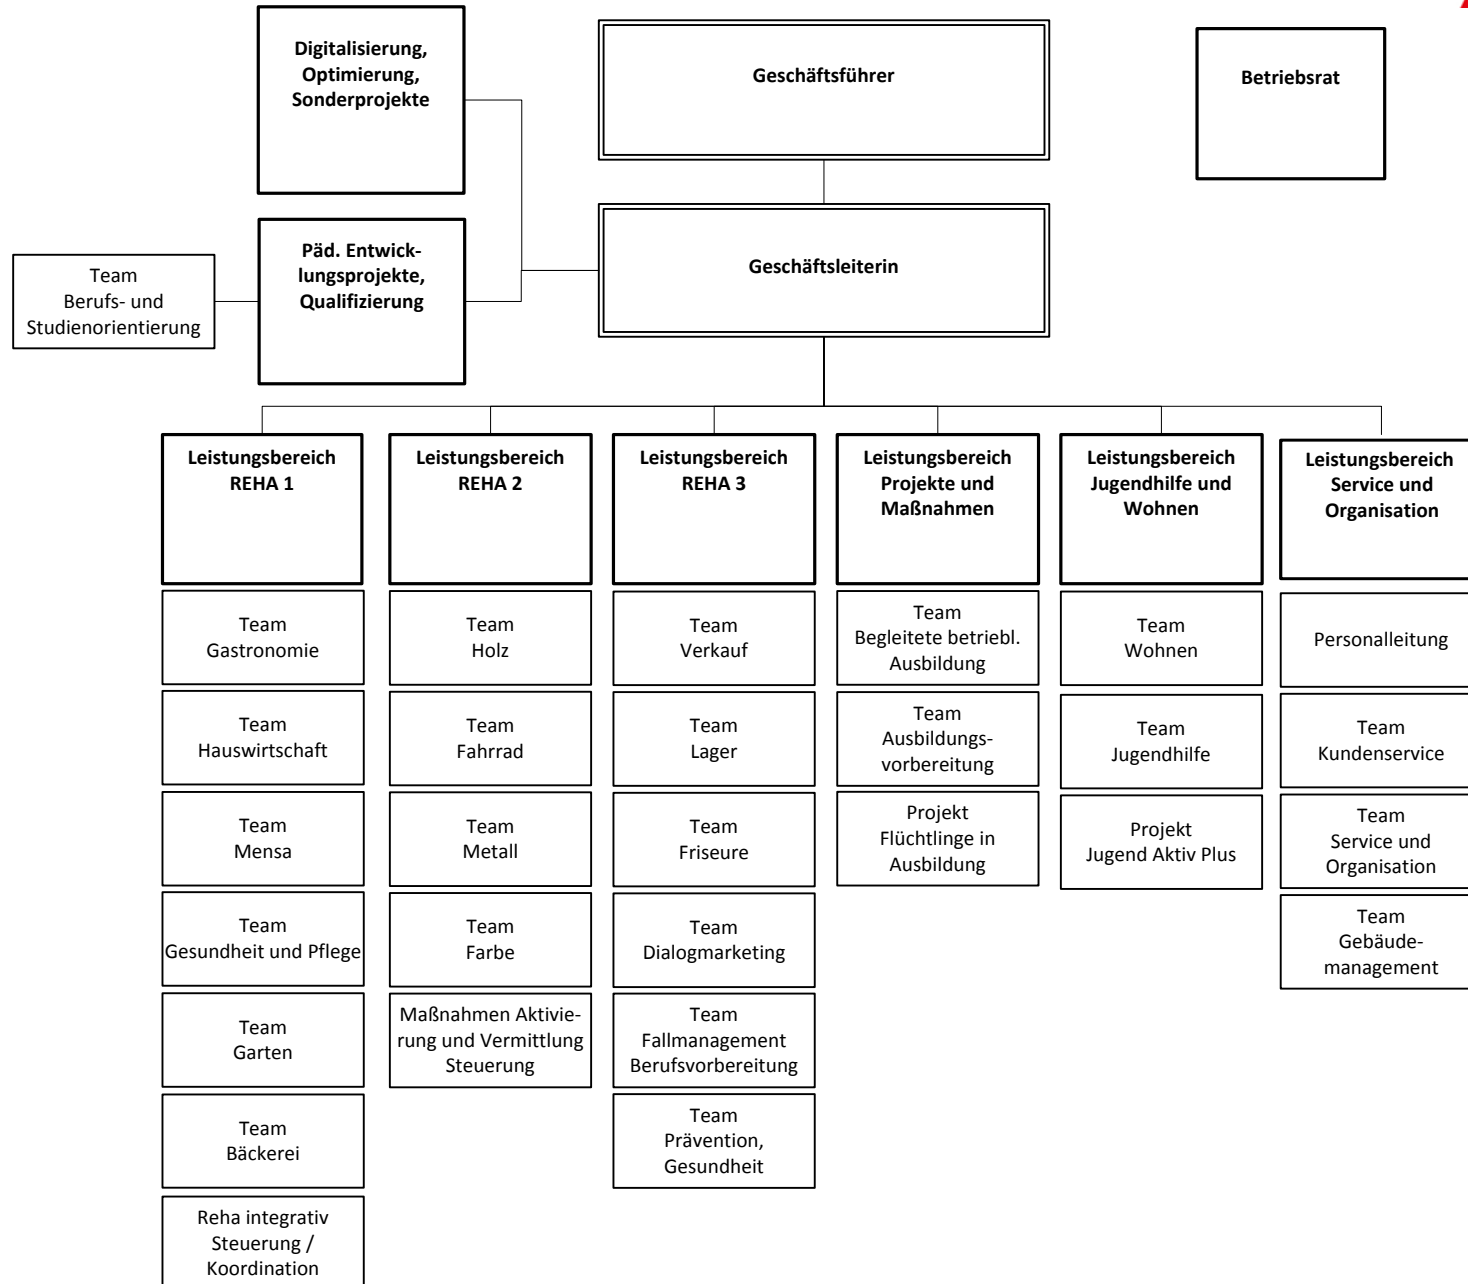 Digitalisierung,
Optimierung,
Sonderprojekte
Geschäftsführer
Betriebsrat
Team
Berufs- und
Studienorientierung
Päd. Entwick-
lungsprojekte,
Qualifizierung
Geschäftsleiterin
Leistungsbereich
REHA 1
Team
Gastronomie
Team
Hauswirtschaft
Team
Mensa
Team
Gesundheit und Pflege
Team
Garten
Team
Bäckerei
Reha integrativ
Steuerung /
Koordination
Leistungsbereich
REHA 2
Team
Holz
Team
Fahrrad
Team
Metall
Team
Farbe
Maßnahmen Aktivie-
rung und Vermittlung
Steuerung
Leistungsbereich
REHA 3
Team
Verkauf
Team
Lager
Team
Friseure
Team
Dialogmarketing
Team
Fallmanagement
Berufsvorbereitung
Team
Prävention,
Gesundheit
Leistungsbereich
Projekte und
Maßnahmen
Team
Begleitete betriebl.
Ausbildung
Team
Ausbildungs-
vorbereitung
Projekt
Flüchtlinge in
Ausbildung
Leistungsbereich
Jugendhilfe und
Wohnen
Team
Wohnen
Team
Jugendhilfe
Projekt
Jugend Aktiv Plus
Leistungsbereich
Service und
Organisation
Personalleitung
Team
Kundenservice
Team
Service und
Organisation
Team
Gebäude-
management